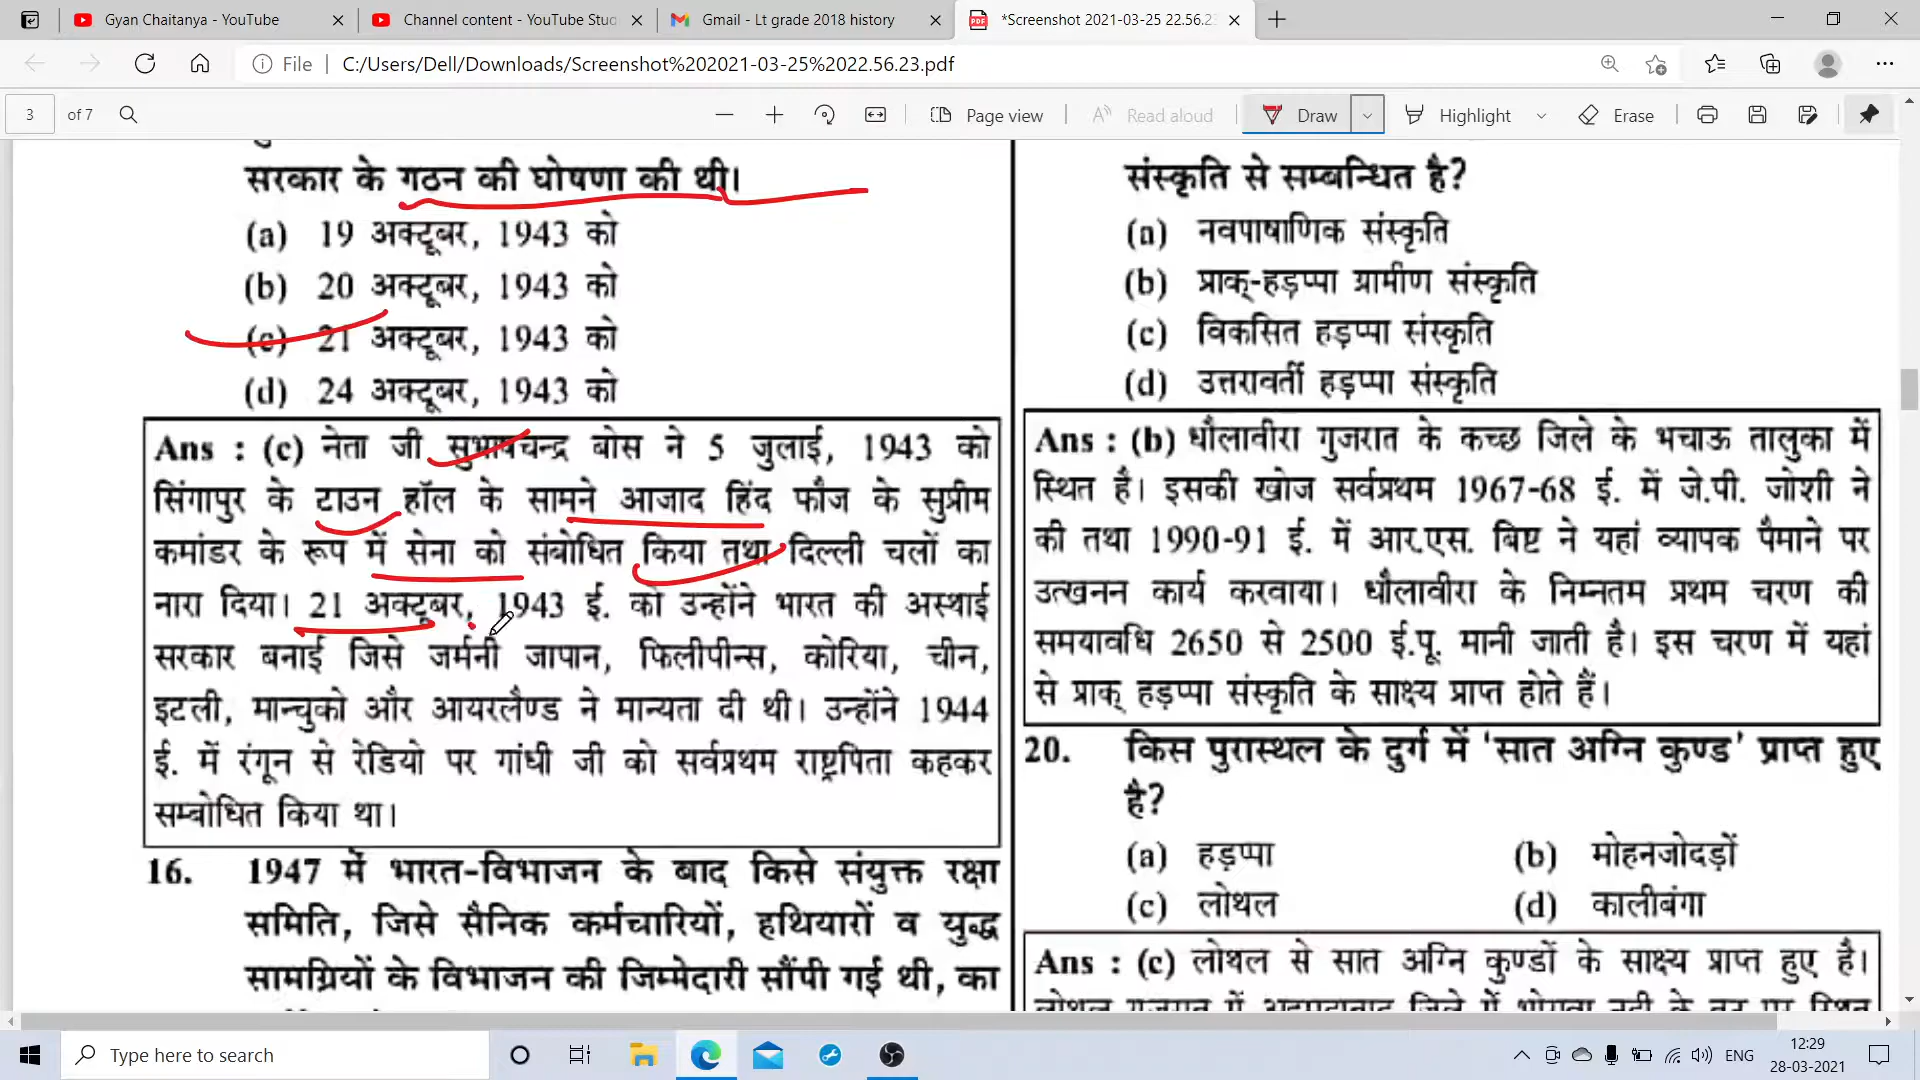 Gyan Chaitanya - YouTube
Channel content - YouTube Stud
Gmail - Lt grade 2018 history
*Screenshot 2021-03-25 22.56.23
File
C:/Users/Dell/Downloads/Screenshot%202021-03-25%2022.56.23.pdf
3 of 7
Page view
Read aloud
Draw
Highlight
Erase
सरकार के गठन की घोषणा की थी।
(a) 19 अक्टूबर, 1943 को
(b) 20 अक्टूबर, 1943 को
(c) 21 अक्टूबर, 1943 को
(d) 24 अक्टूबर, 1943 को
Ans : (c) नेता जी सुभाषचन्द्र बोस ने 5 जुलाई, 1943 को
सिंगापुर के टाउन हॉल के सामने आजाद हिंद फौज के सुप्रीम
कमांडर के रूप में सेना को संबोधित किया तथा दिल्ली चलों का
नारा दिया। 21 अक्टूबर, 1943 ई. को उन्होंने भारत की अस्थाई
सरकार बनाई जिसे जर्मनी जापान, फिलीपीन्स, कोरिया, चीन,
इटली, मान्चुको और आयरलैण्ड ने मान्यता दी थी। उन्होंने 1944
ई. में रंगून से रेडियो पर गांधी जी को सर्वप्रथम राष्ट्रपिता कहकर
सम्बोधित किया था।
16. 1947 में भारत-विभाजन के बाद किसे संयुक्त रक्षा
समिति, जिसे सैनिक कर्मचारियों, हथियारों व युद्ध
सामग्रियों के विभाजन की जिम्मेदारी सौंपी गई थी, का
संस्कृति से सम्बन्धित है?
(a) नवपाषाणिक संस्कृति
(b) प्राक्-हड़प्पा ग्रामीण संस्कृति
(c) विकसित हड़प्पा संस्कृति
(d) उत्तरावर्ती हड़प्पा संस्कृति
Ans : (b) धौलावीरा गुजरात के कच्छ जिले के भचाऊ तालुका में
स्थित है। इसकी खोज सर्वप्रथम 1967-68 ई. में जे.पी. जोशी ने
की तथा 1990-91 ई. में आर.एस. बिष्ट ने यहां व्यापक पैमाने पर
उत्खनन कार्य करवाया। धौलावीरा के निम्नतम प्रथम चरण की
समयावधि 2650 से 2500 ई.पू. मानी जाती है। इस चरण में यहां
से प्राक् हड़प्पा संस्कृति के साक्ष्य प्राप्त होते हैं।
20. किस पुरास्थल के दुर्ग में 'सात अग्नि कुण्ड' प्राप्त हुए
है?
(a) हड़प्पा (b) मोहनजोदड़ों
(c) लोथल (d) कालीबंगा
Ans : (c) लोथल से सात अग्नि कुण्डों के साक्ष्य प्राप्त हुए है।
Type here to search
ENG
12:29
28-03-2021